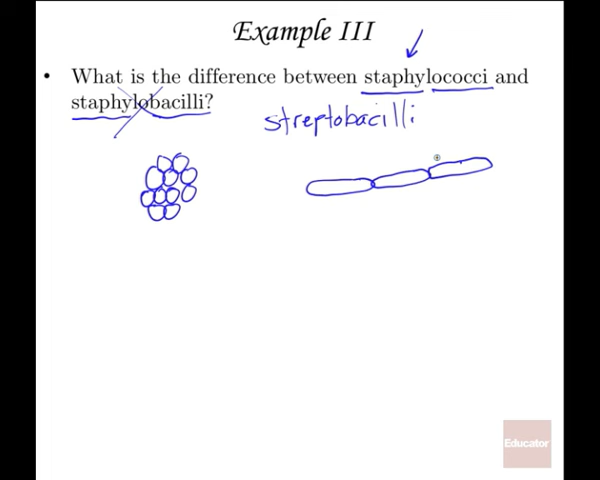 Example III
• What is the difference between staphylococci and
staphylobacilli?
streptobacilli
Educator